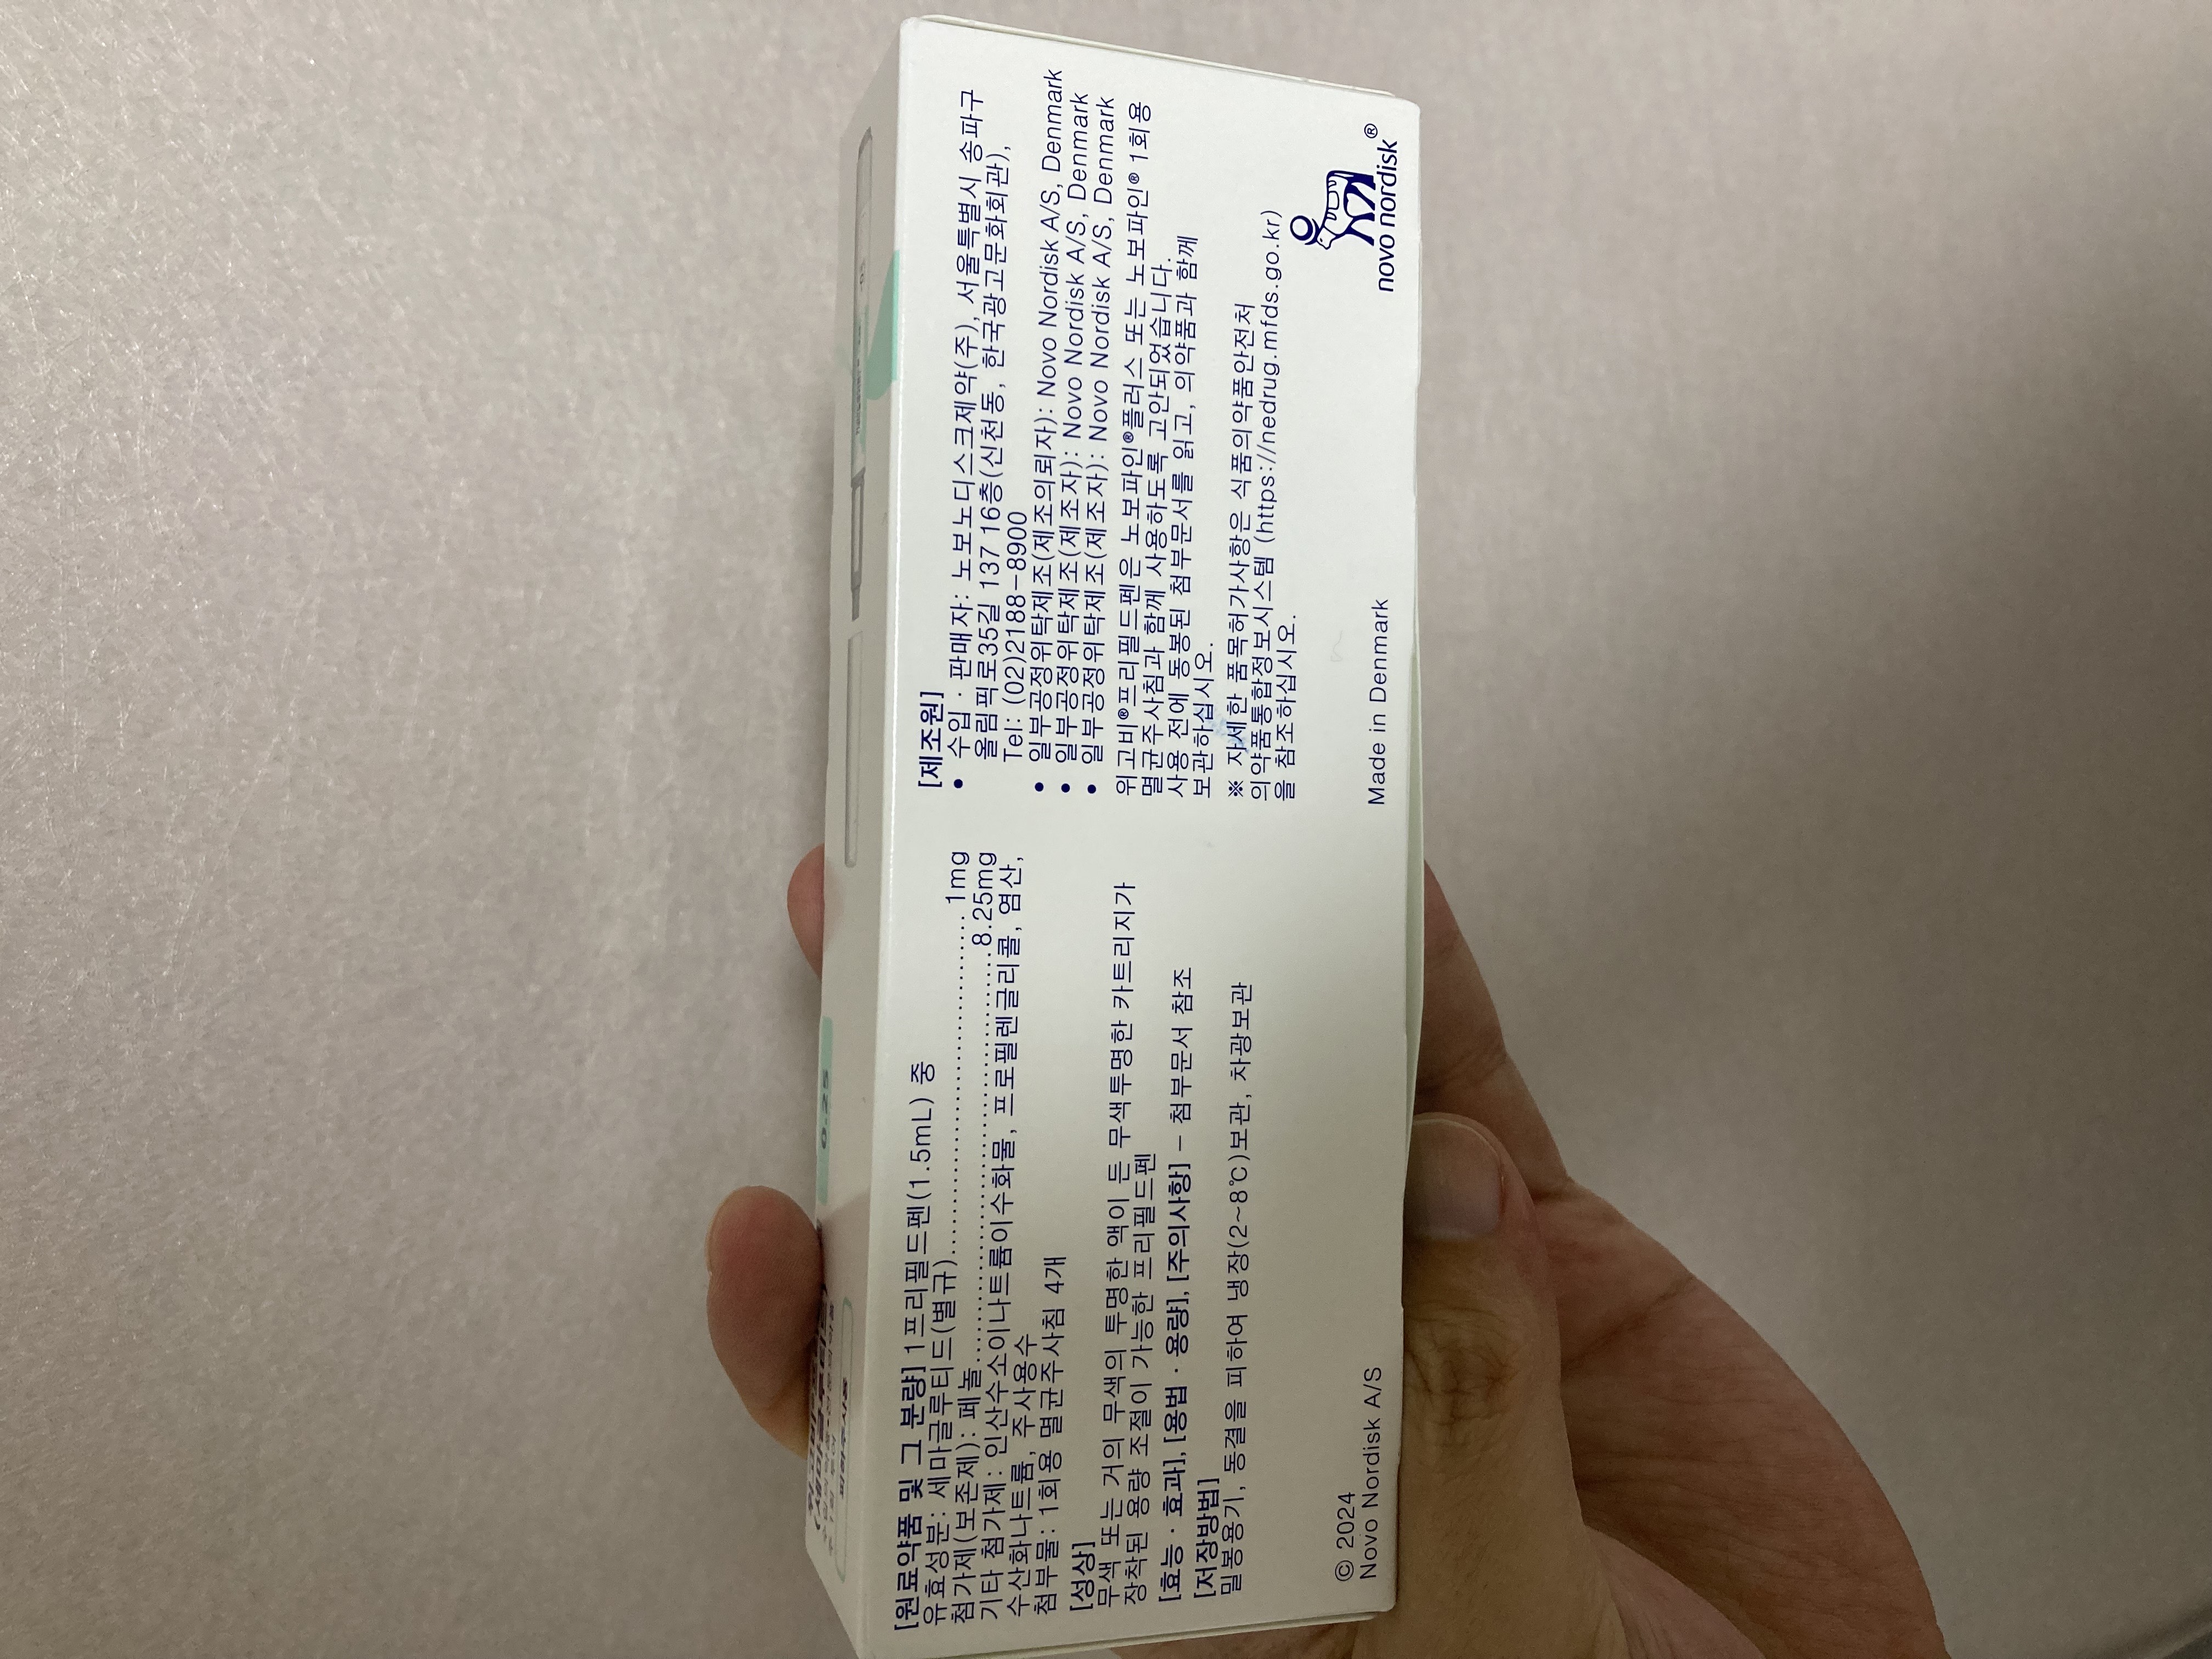 [원료약품 및 그 분량] 1프리필드펜(1.5mL) 중
유효성분: 세마글루티드(별규)........................1mg
첨가제(보존제): 페놀........................8.25mg
기타 첨가제: 인산수소이나트륨이수화물, 프로필렌글리콜, 염산,
수산화나트륨, 주사용수
첨부물: 1회용 멸균주사침 4개
[성상]
무색 또는 거의 무색의 투명한 액이 든 무색투명한 카트리지가
장착된 용량 조절이 가능한 프리필드펜
[효능·효과], [용법·용량], [주의사항] - 첨부문서 참조
[저장방법]
밀봉용기, 동결을 피하여 냉장(2~8℃)보관, 차광보관
© 2024
Novo Nordisk A/S
[제조원]
• 수입·판매자: 노보노디스크제약(주), 서울특별시 송파구
올림픽로35길 137 16층(신천동, 한국광고문화회관),
Tel: (02)2188-8900
• 일부공정위탁제조(제조의뢰자): Novo Nordisk A/S, Denmark
• 일부공정위탁제조(제조자): Novo Nordisk A/S, Denmark
• 일부공정위탁제조(제조자): Novo Nordisk A/S, Denmark
위고비®프리필드펜은 노보파인®플러스 또는 노보파인® 1회용
멸균주사침과 함께 사용하도록 고안되었습니다.
사용 전에 동봉된 첨부문서를 읽고, 의약품과 함께
보관하십시오.
※ 자세한 품목허가사항은 식품의약품안전처
의약품통합정보시스템 (https://nedrug.mfds.go.kr)
을 참조하십시오.
Made in Denmark
novo nordisk®
0.25